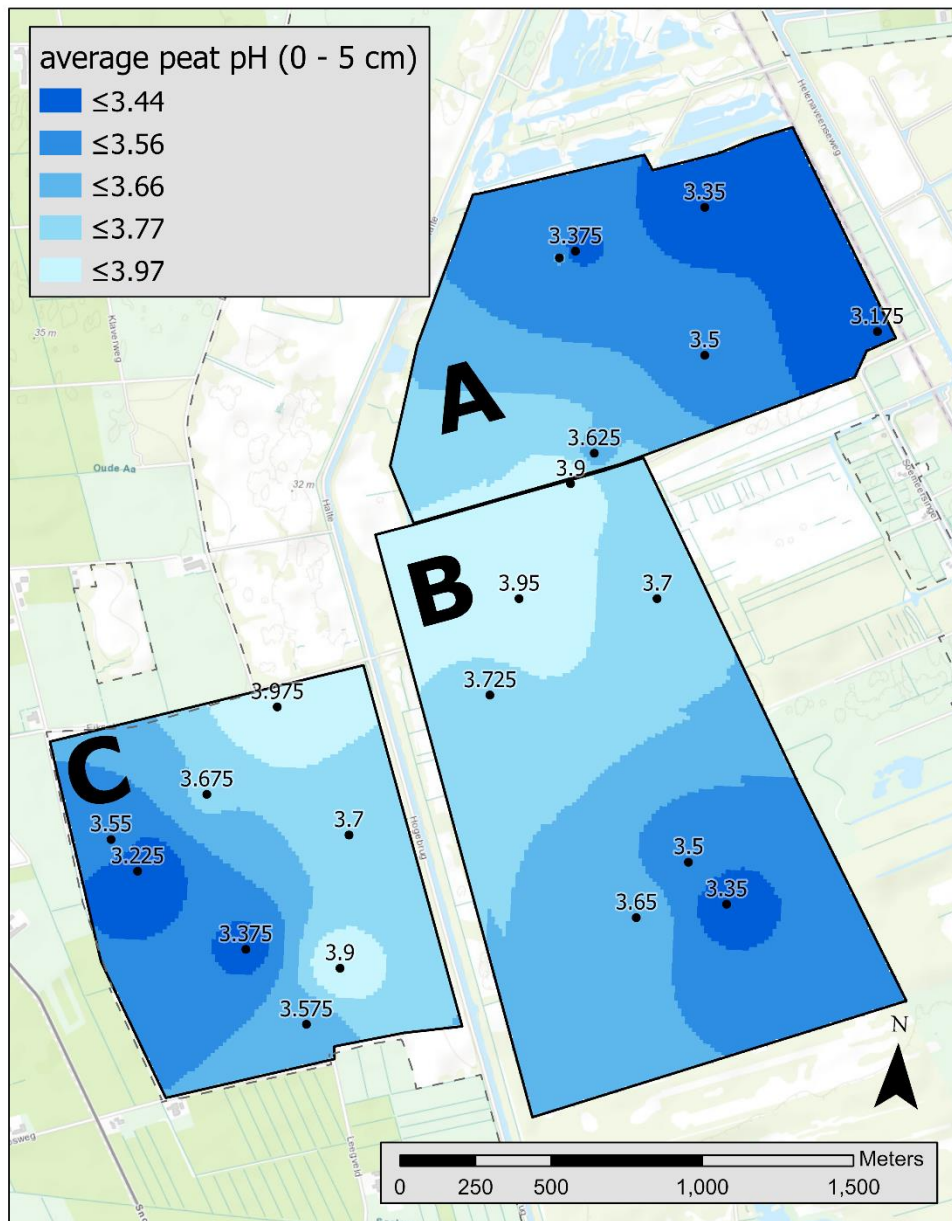 average peat pH (0 - 5 cm)
≤3.44
≤3.56
≤3.66
≤3.77
≤3.97
Helenaveenseweg
Klaverweg
35 m
3.35
3.375
3.175
3.5
A
3.625
3.9
Oude Aa
32 m
Halte
B
3.95
3.7
3.725
3.975
C
3.675
3.7
3.55
3.225
Hogebrug
3.5
3.35
3.65
3.375
3.9
3.575
N
Leegveld
Meters
0 250 500 1,000 1,500